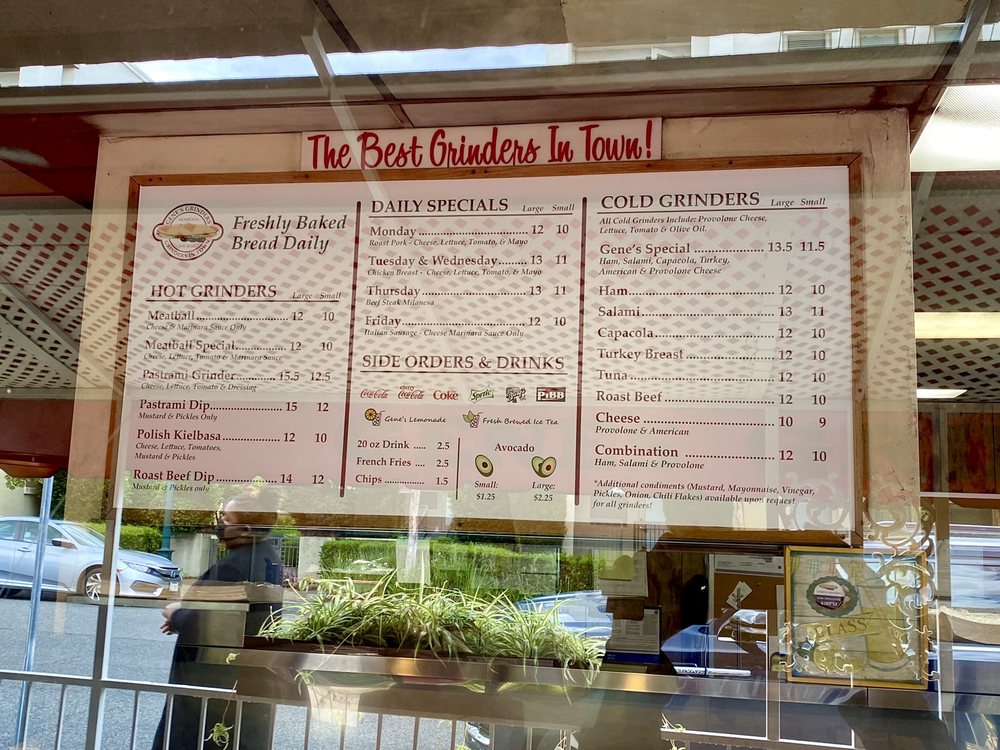 The Best Grinders In Town!
GENE'S GRINDERS
GRINDERS IN TOWN
Freshly Baked
Bread Daily
HOT GRINDERS Large Small
Meatball 12 10
Cheese & Marinara Sauce Only
Meatball Special 12 10
Cheese, Lettuce, Tomato & Marinara Sauce
Pastrami Grinder 15.5 12.5
Cheese, Lettuce, Tomato & Dressing
Pastrami Dip 15 12
Mustard & Pickles Only
Polish Kielbasa 12 10
Cheese, Lettuce, Tomatoes,
Mustard & Pickles
Roast Beef Dip 14 12
Mustard & Pickles only
DAILY SPECIALS Large Small
Monday 12 10
Roast Pork - Cheese, Lettuce, Tomato, & Mayo
Tuesday & Wednesday 13 11
Chicken Breast - Cheese, Lettuce, Tomato, & Mayo
Thursday 13 11
Beef Steak Milanesa
Friday 12 10
Italian Sausage - Cheese Marinara Sauce Only
SIDE ORDERS & DRINKS
Coca-Cola cherry Coca-Cola Coke Sprite PIBB
Gene's Lemonade Fresh Brewed Ice Tea
20 oz Drink 2.5
French Fries 2.5
Chips 1.5
Avocado
Small: Large:
$1.25 $2.25
COLD GRINDERS Large Small
All Cold Grinders Include: Provolone Cheese,
Lettuce, Tomato & Olive Oil.
Gene's Special 13.5 11.5
Ham, Salami, Capacola, Turkey,
American & Provolone Cheese
Ham 12 10
Salami 13 11
Capacola 12 10
Turkey Breast 12 10
Tuna 12 10
Roast Beef 12 10
Cheese 10 9
Provolone & American
Combination 12 10
Ham, Salami & Provolone
*Additional condiments (Mustard, Mayonnaise, Vinegar,
Pickles, Onion, Chili Flakes) available upon request
for all grinders!
GLASS